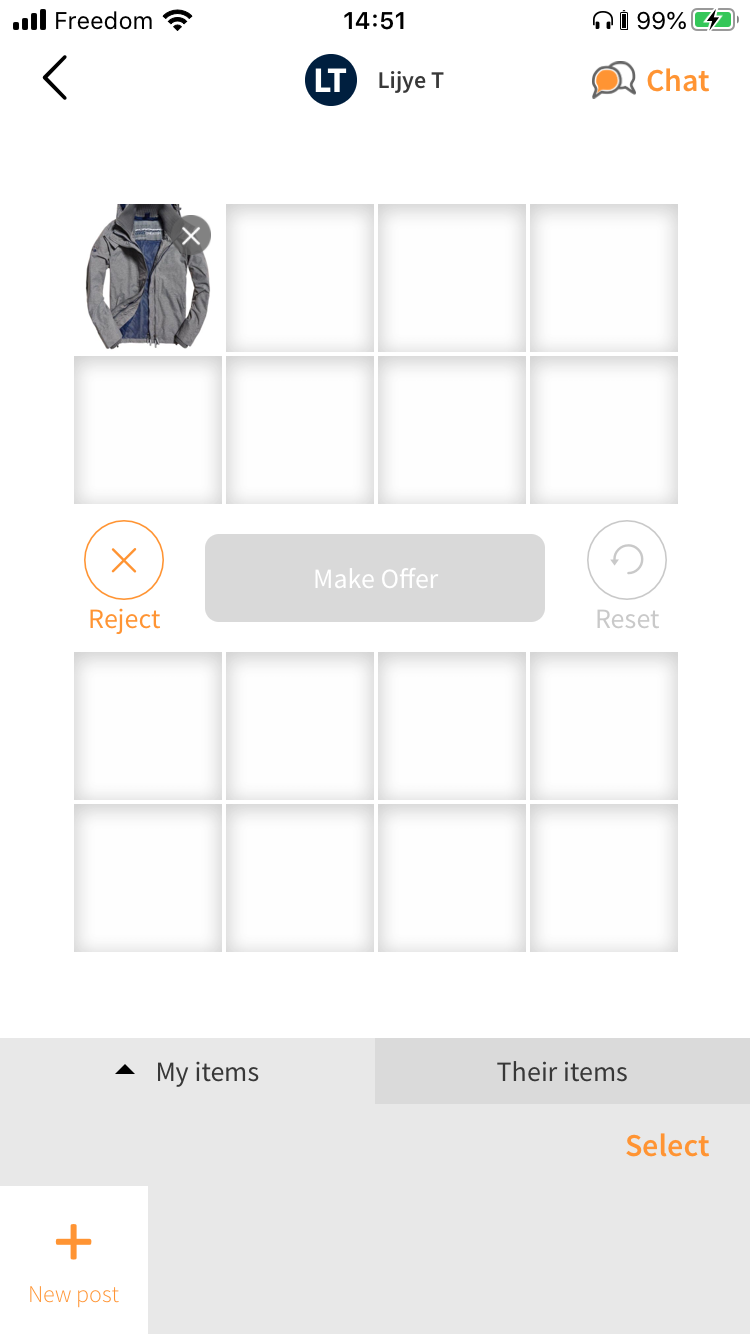 Freedom 14:51 99%
LT Lijye T Chat
Make Offer
Reject Reset
My items Their items
Select
New post